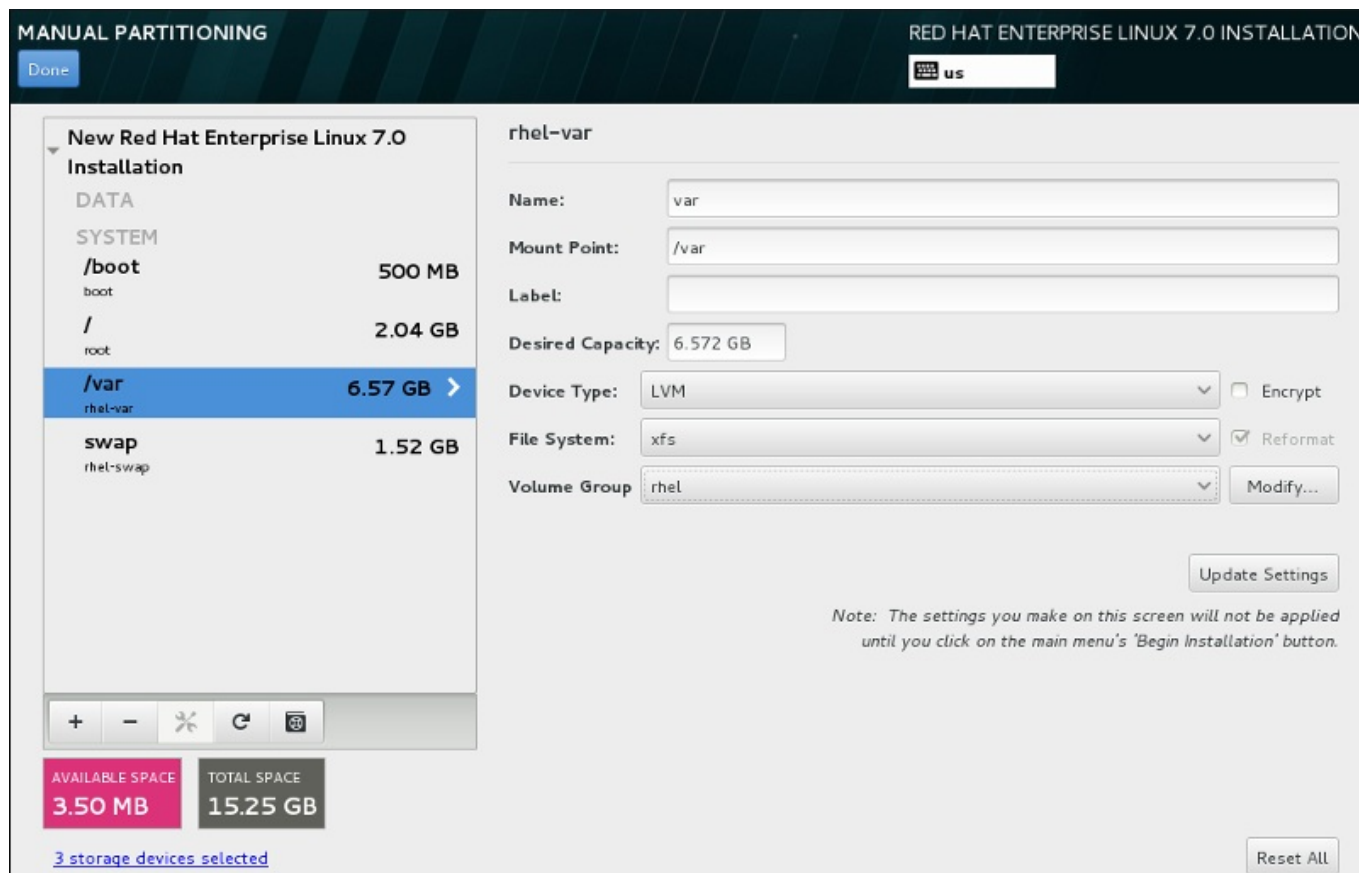 MANUAL PARTITIONING
Done
RED HAT ENTERPRISE LINUX 7.0 INSTALLATION
us
New Red Hat Enterprise Linux 7.0
Installation
DATA
SYSTEM
/boot 500 MB
boot
/ 2.04 GB
root
/var 6.57 GB
rhel-var
swap 1.52 GB
rhel-swap
+ −
AVAILABLE SPACE
3.50 MB
TOTAL SPACE
15.25 GB
3 storage devices selected
rhel-var
Name: var
Mount Point: /var
Label:
Desired Capacity: 6.572 GB
Device Type: LVM Encrypt
File System: xfs Reformat
Volume Group rhel Modify...
Update Settings
Note: The settings you make on this screen will not be applied
until you click on the main menu's 'Begin Installation' button.
Reset All